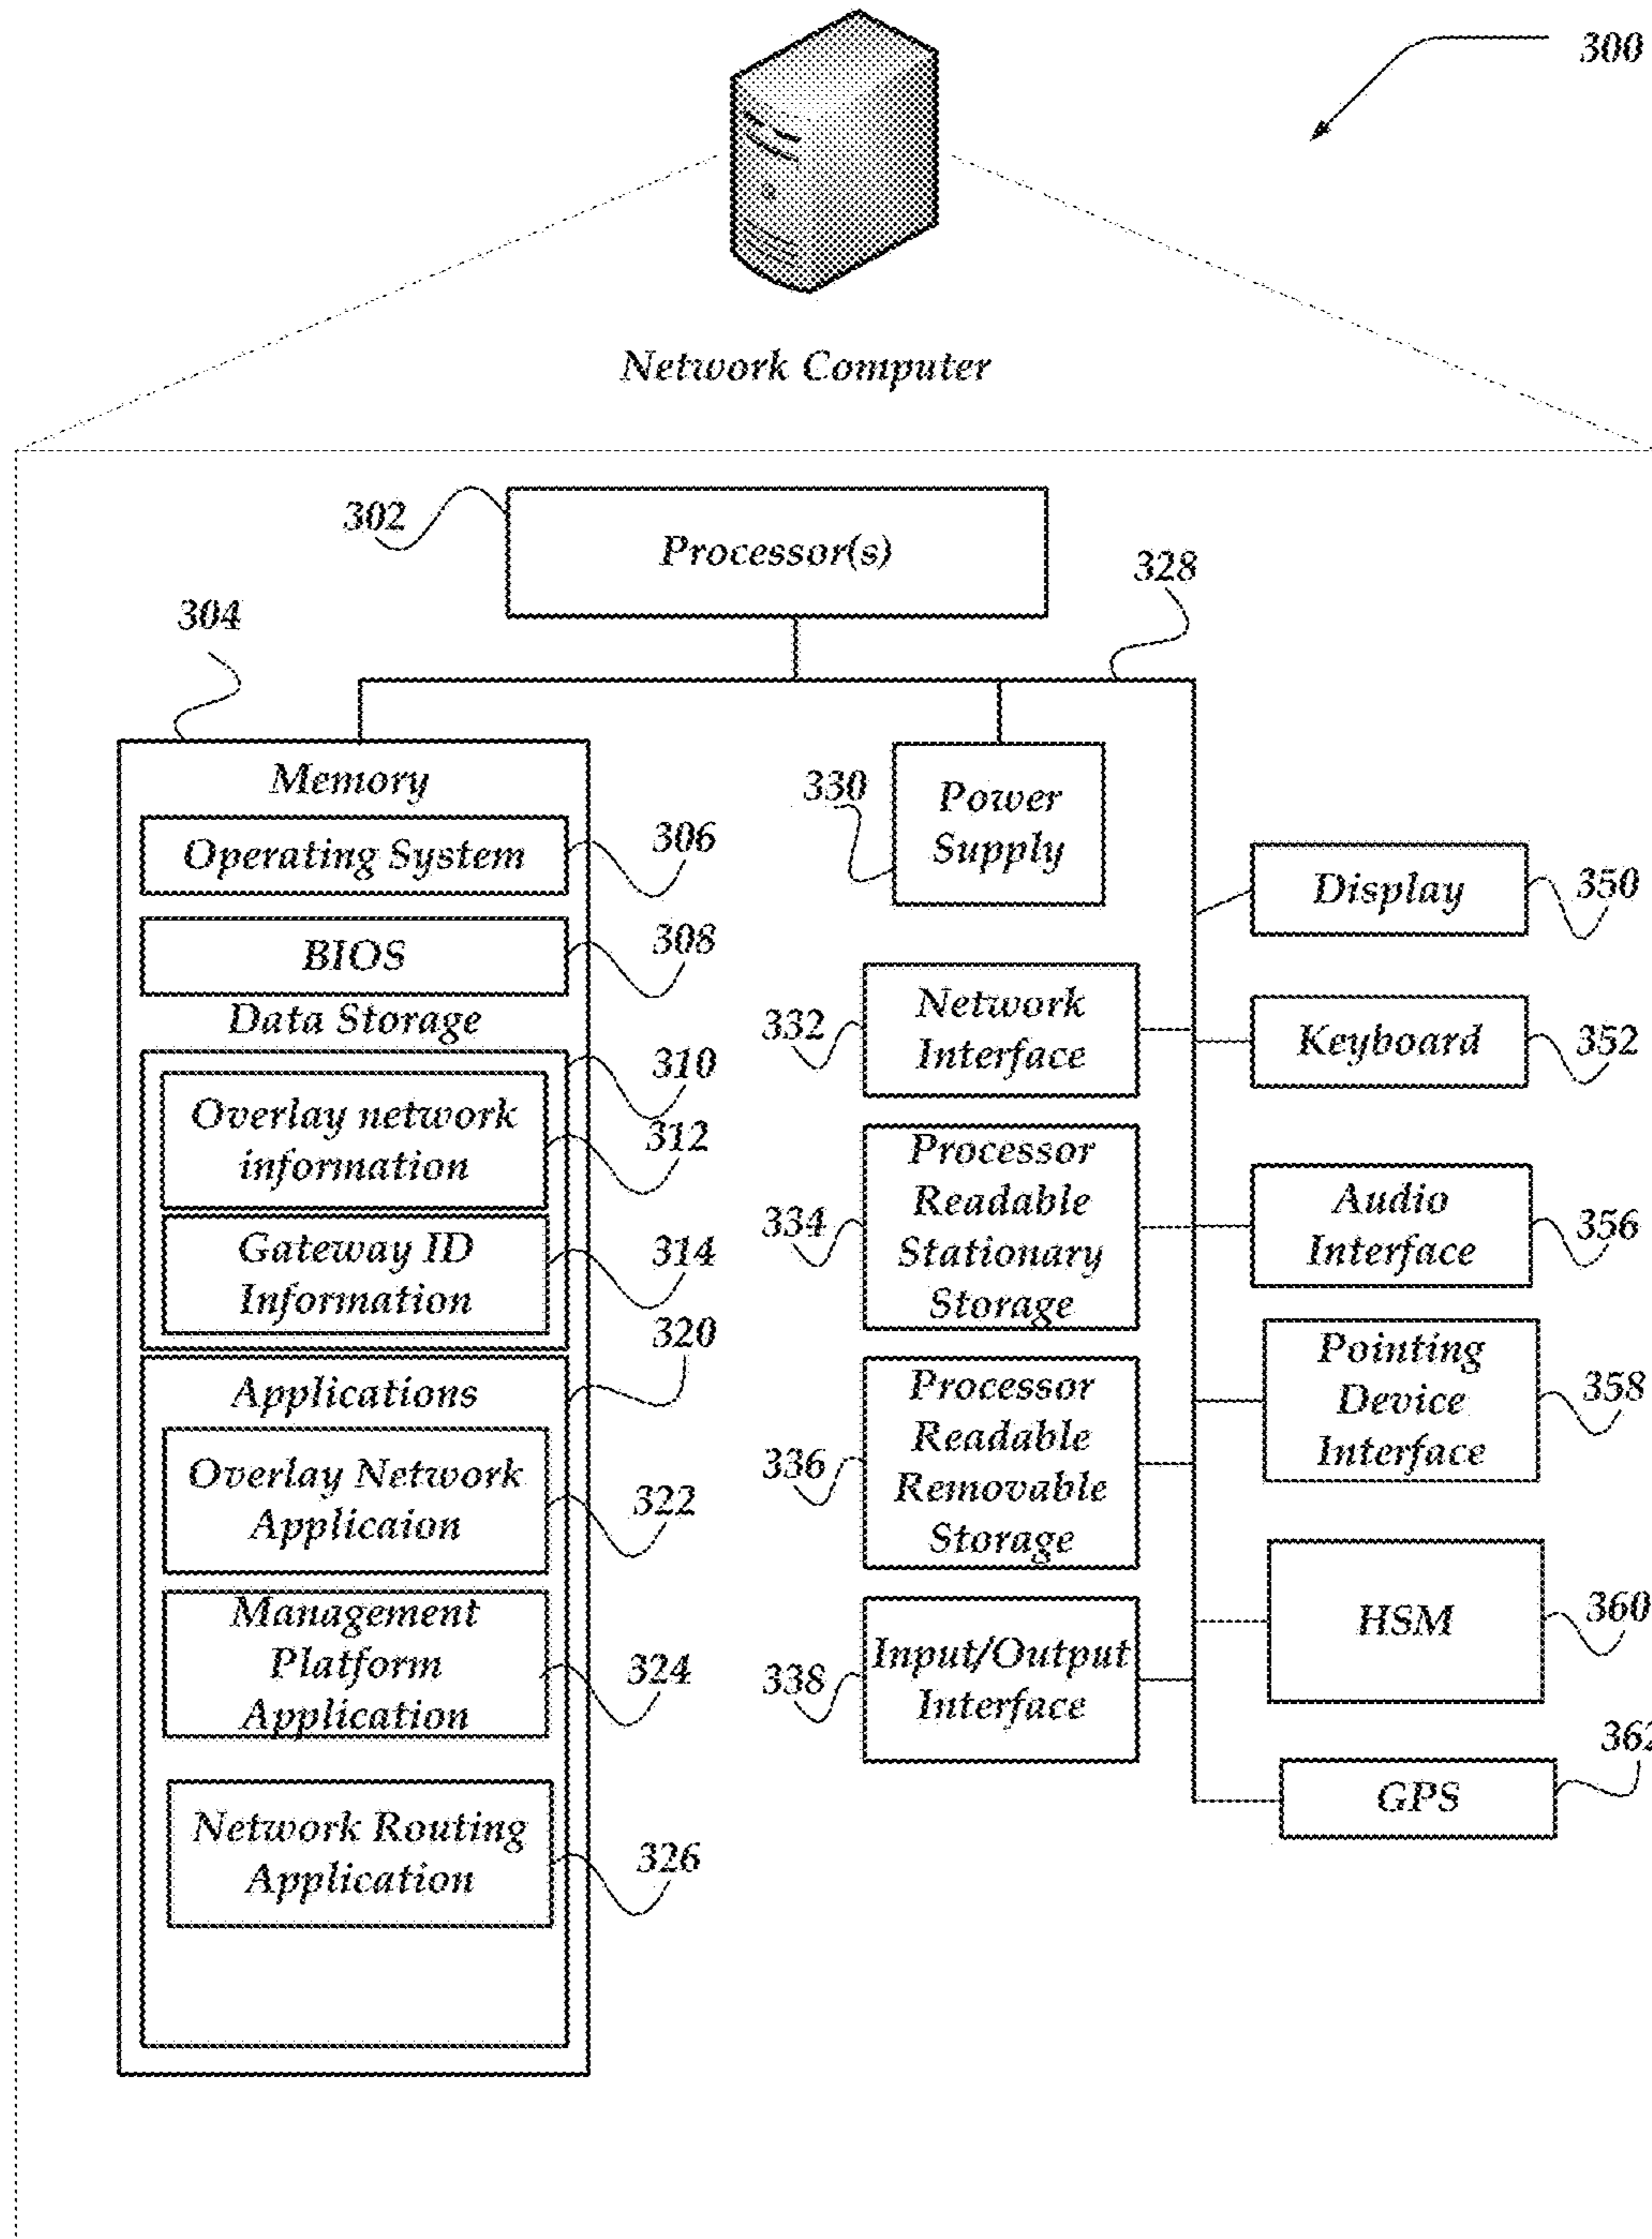 300
Network Computer
302
Processor(s)
328
304
Memory
Operating System
306
BIOS
308
Data Storage
310
Overlay network
information
312
Gateway ID
Information
314
320
Applications
Overlay Network
Applicaion
322
Management
Platform
Application
324
Network Routing
Application
326
330
Power
Supply
332
Network
Interface
334
Processor
Readable
Stationary
Storage
336
Processor
Readable
Removable
Storage
338
Input/Output
Interface
Display
350
Keyboard
352
Audio
Interface
356
Pointing
Device
Interface
358
HSM
360
GPS
362